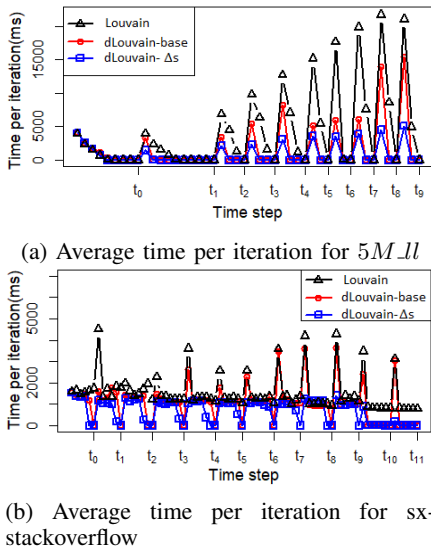 Time per iteration(ms)
0 5000 15000
Louvain
dLouvain-base
dLouvain- Δs
t0 t1 t2 t3 t4 t5 t6 t7 t8 t9
Time step
(a) Average time per iteration for 5M_ll
Time per iteration(ms)
0 2000 5000
Louvain
dLouvain-base
dLouvain-Δs
t0 t1 t2 t3 t4 t5 t6 t7 t8 t9 t10 t11
Time step
(b) Average time per iteration for sx-
stackoverflow